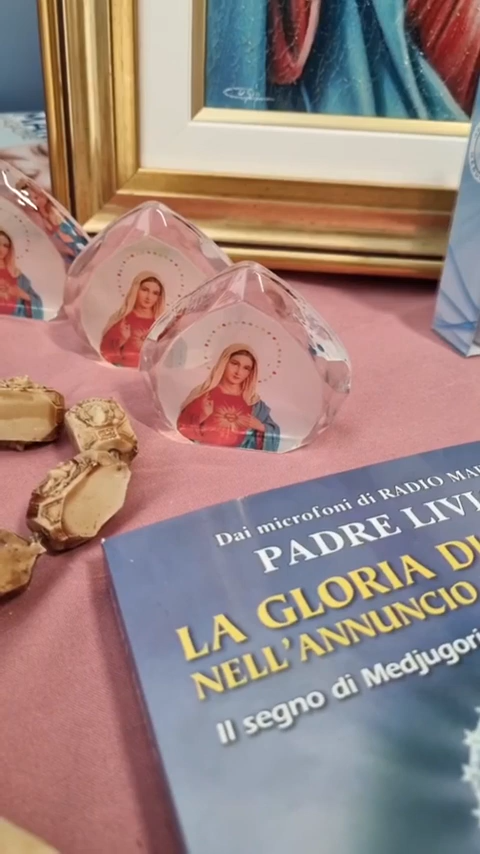 Dai microfoni di RADIO MAR
PADRE LIVI
LA GLORIA DI
NELL'ANNUNCIO
Il segno di Medjugori